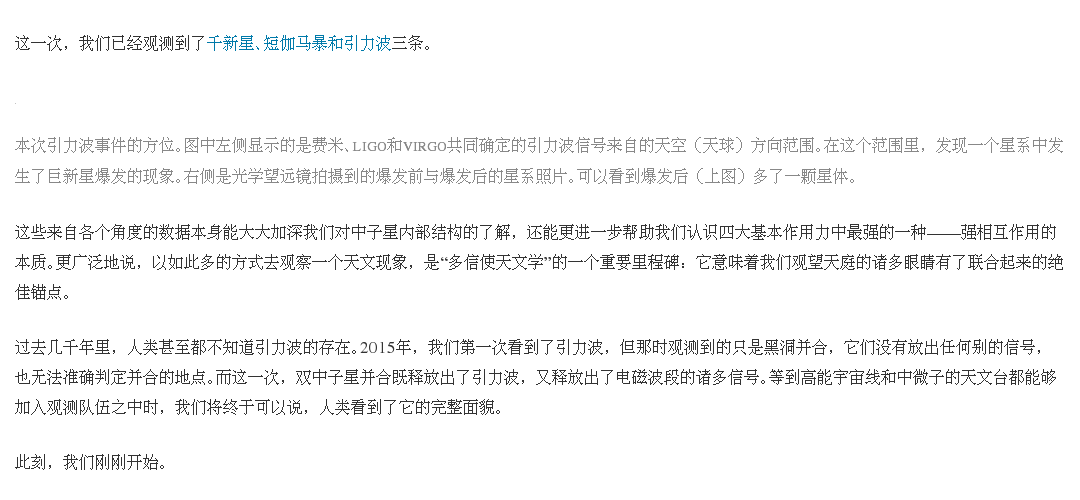 这一次，我们已经观测到了千新星、短伽马暴和引力波三条。
本次引力波事件的方位。图中左侧显示的是费米、LIGO和VIRGO共同确定的引力波信号来自的天空（天球）方向范围。在这个范围里，发现一个星系中发
生了巨新星爆发的现象。右侧是光学望远镜拍摄到的爆发前与爆发后的星系照片。可以看到爆发后（上图）多了一颗星体。
这些来自各个角度的数据本身能大大加深我们对中子星内部结构的了解，还能更进一步帮助我们认识四大基本作用力中最强的一种——强相互作用的
本质。更广泛地说，以如此多的方式去观察一个天文现象，是“多信使天文学”的一个重要里程碑：它意味着我们观望天庭的诸多眼睛有了联合起来的绝
佳锚点。
过去几千年里，人类甚至都不知道引力波的存在。2015年，我们第一次看到了引力波，但那时观测到的只是黑洞并合，它们没有放出任何别的信号，
也无法准确判定并合的地点。而这一次，双中子星并合既释放出了引力波，又释放出了电磁波段的诸多信号。等到高能宇宙线和中微子的天文台都能够
加入观测队伍之中时，我们将终于可以说，人类看到了它的完整面貌。
此刻，我们刚刚开始。